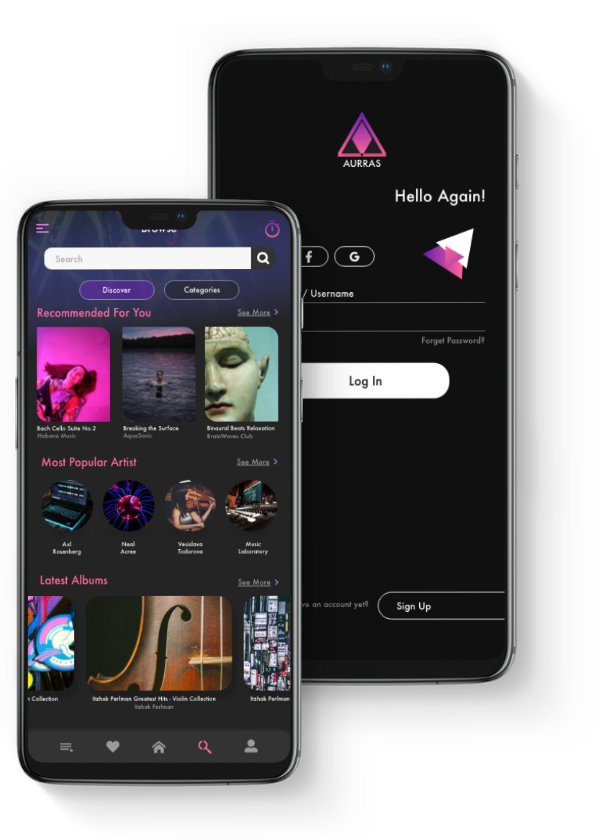 AURRAS
Hello Again!
f G
/ Username
Forget Password?
Log In
ve an account yet?
Sign Up
Browse
Search
Discover Categories
Recommended For You See More >
Bach Cello Suite No.2
Habana Music
Breaking the Surface
AquaSonic
Binaural Beats Relaxation
BrainWaves Club
Most Popular Artist See More >
Axl
Rosenberg
Neal
Acree
Vesislava
Todorova
Music
Laboratory
Latest Albums See More >
n Collection
Itzhak Perlman Greatest Hits - Violin Collection
Itzhak Perlman
Itzhak Perlman